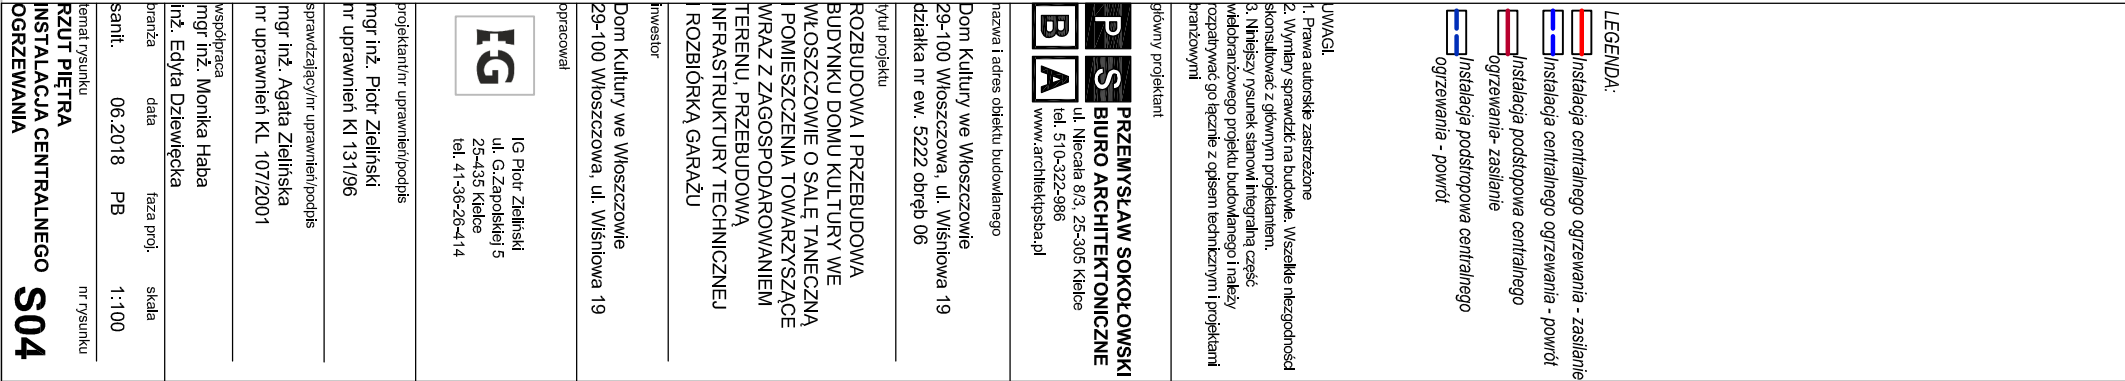 LEGENDA:
Instalacja centralnego ogrzewania - zasilanie
Instalacja centralnego ogrzewania - powrót
Instalacja podstopowa centralnego
ogrzewania- zasilanie
Instalacja podstropowa centralnego
ogrzewania - powrót
UWAGI.
1. Prawa autorskie zastrzeżone
2. Wymiary sprawdzić na budowie. Wszelkie niezgodności
skonsultować z głównym projektantem.
3. Niniejszy rysunek stanowi integralną część
wielobranżowego projektu budowlanego i należy
rozpatrywać go łącznie z opisem technicznym i projektami
branżowymi
główny projektant
PS
BA
PRZEMYSŁAW SOKOŁOWSKI
BIURO ARCHITEKTONICZNE
ul. Niecała 8/3, 25-305 Kielce
tel. 510-322-986
www.architektpsba.pl
nazwa i adres obiektu budowlanego
Dom Kultury we Włoszczowie
29-100 Włoszczowa, ul. Wiśniowa 19
działka nr ew. 5222 obręb 06
tytuł projektu
ROZBUDOWA I PRZEBUDOWA
BUDYNKU DOMU KULTURY WE
WŁOSZCZOWIE O SALĘ TANECZNĄ
I POMIESZCZENIA TOWARZYSZĄCE
WRAZ Z ZAGOSPODAROWANIEM
TERENU, PRZEBUDOWĄ
INFRASTRUKTURY TECHNICZNEJ
I ROZBIÓRKĄ GARAŻU
inwestor
Dom Kultury we Włoszczowie
29-100 Włoszczowa, ul. Wiśniowa 19
opracował
IG
IG Piotr Zieliński
ul. G.Zapolskiej 5
25-435 Kielce
tel. 41-36-26-414
projektant/nr uprawnień/podpis
mgr inż. Piotr Zieliński
nr uprawnień Kl 131/96
sprawdzający/nr uprawnień/podpis
mgr inż. Agata Zielińska
nr uprawnień KL 107/2001
współpraca
mgr inż. Monika Haba
inż. Edyta Dziewięcka
branża data faza proj. skala
sanit. 06.2018 PB 1:100
temat rysunku nr rysunku
RZUT PIĘTRA
INSTALACJA CENTRALNEGO
OGRZEWANIA
S04